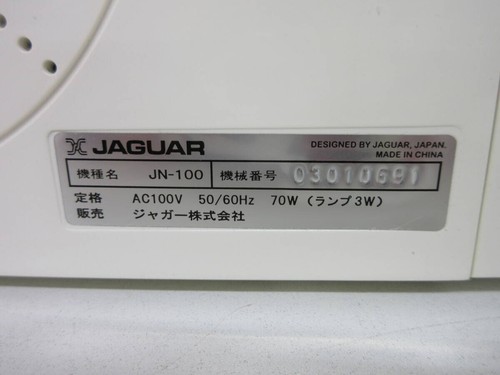 JAGUAR
DESIGNED BY JAGUAR, JAPAN.
MADE IN CHINA
機種名 JN-100 機械番号 03010691
定格 AC100V 50/60Hz 70W (ランプ3W)
販売 ジャガー株式会社